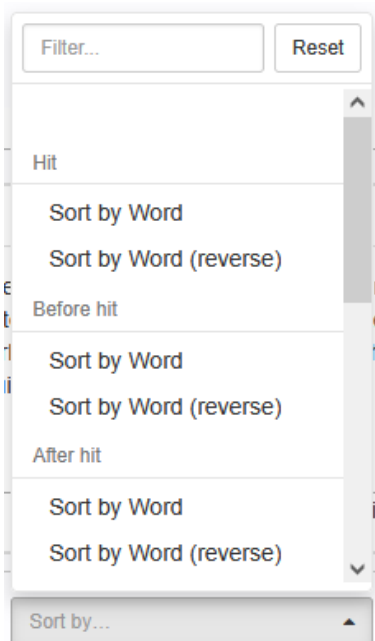 Filter... Reset
Hit
Sort by Word
Sort by Word (reverse)
Before hit
Sort by Word
Sort by Word (reverse)
After hit
Sort by Word
Sort by Word (reverse)
Sort by...